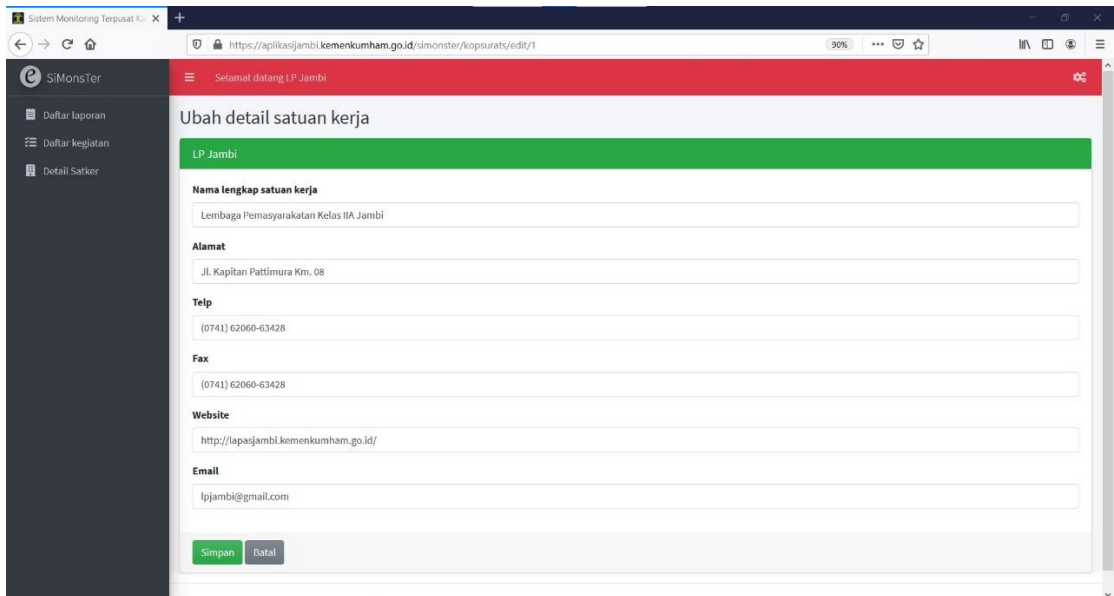 Sistem Monitoring Terpusat Ka
https://aplikasijambi.kemenkumham.go.id/simonster/kopsurats/edit/1
90%
SiMonsTer
Selamat datang LP Jambi
Daftar laporan
Daftar kegiatan
Detail Satker
Ubah detail satuan kerja
LP Jambi
Nama lengkap satuan kerja
Lembaga Pemasyarakatan Kelas IIA Jambi
Alamat
Jl. Kapitan Pattimura Km. 08
Telp
(0741) 62060-63428
Fax
(0741) 62060-63428
Website
http://lapasjambi.kemenkumham.go.id/
Email
lpjambi@gmail.com
Simpan Batal